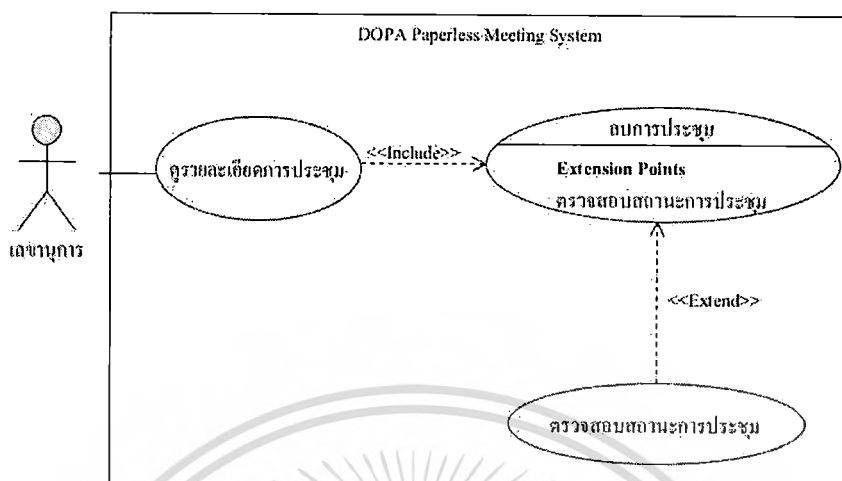 DOPA Paperless Meeting System
ลบการประชุม
ดูรายละเอียดการประชุม
<<Include>>
Extension Points
ตรวจสอบสถานะการประชุม
เลขานุการ
<<Extend>>
ตรวจสอบสถานะการประชุม